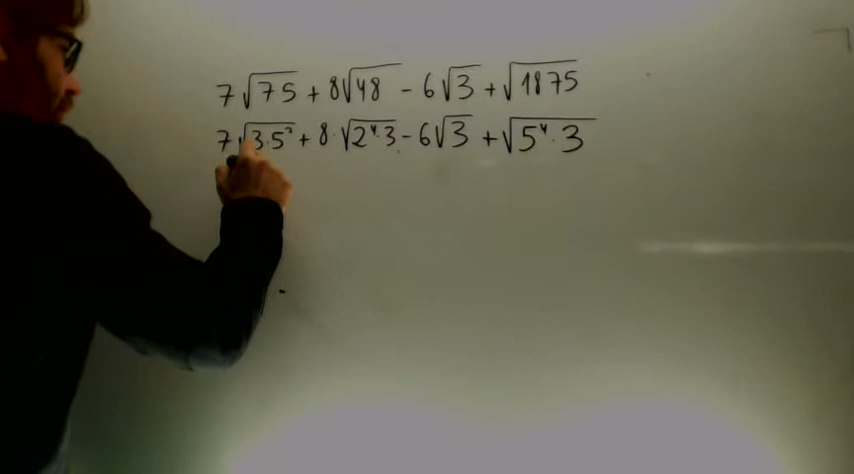 7√75 + 8√48 - 6√3 + √1875
7√3·5² + 8·√2⁴·3 - 6√3 + √5⁴·3